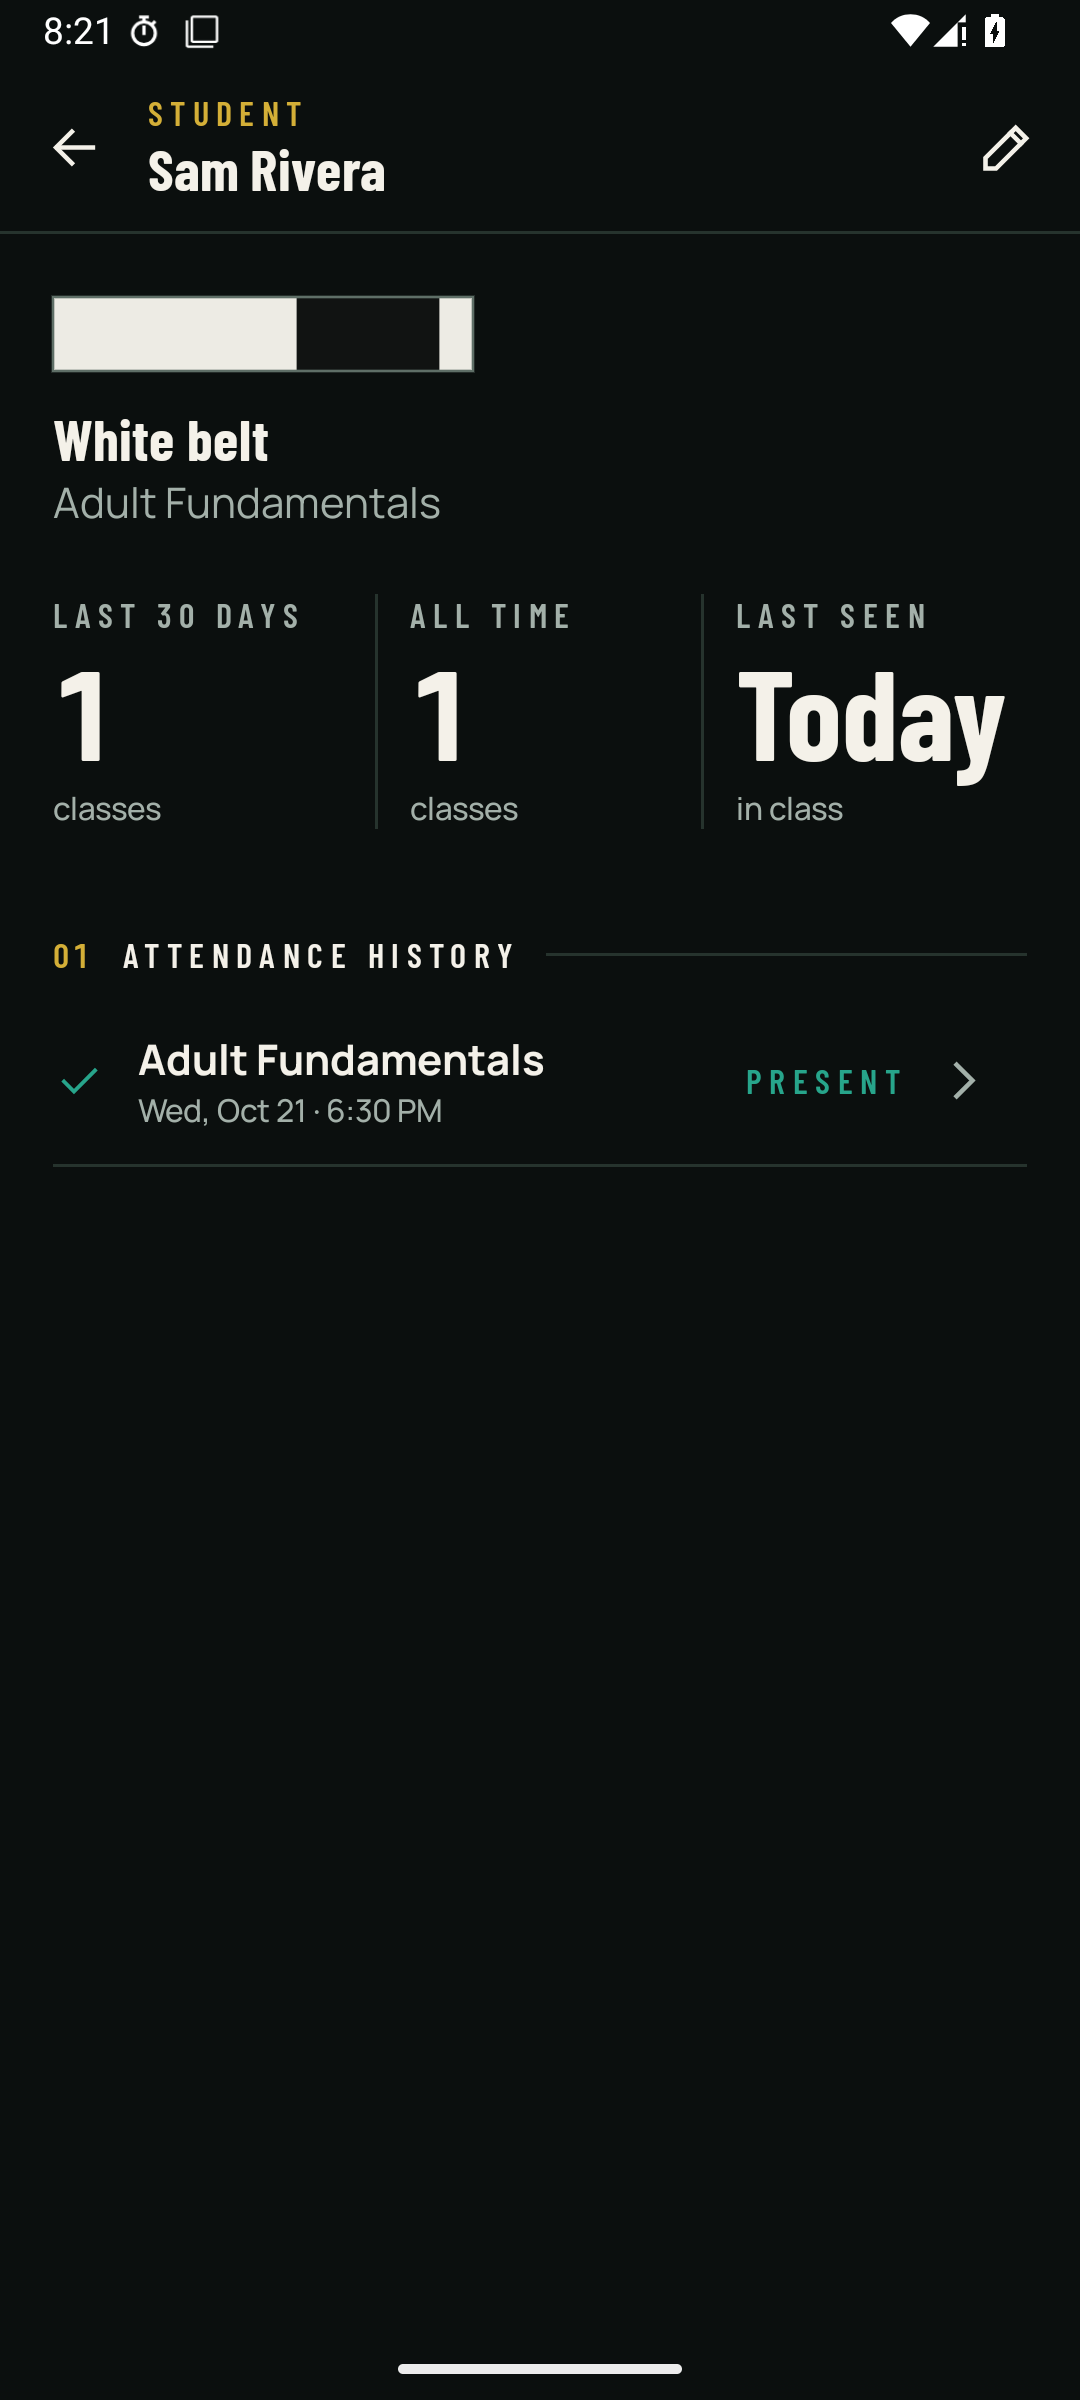 8:21
STUDENT
Sam Rivera
White belt
Adult Fundamentals
LAST 30 DAYS
1
classes
ALL TIME
1
classes
LAST SEEN
Today
in class
01 ATTENDANCE HISTORY
Adult Fundamentals
Wed, Oct 21 · 6:30 PM
PRESENT